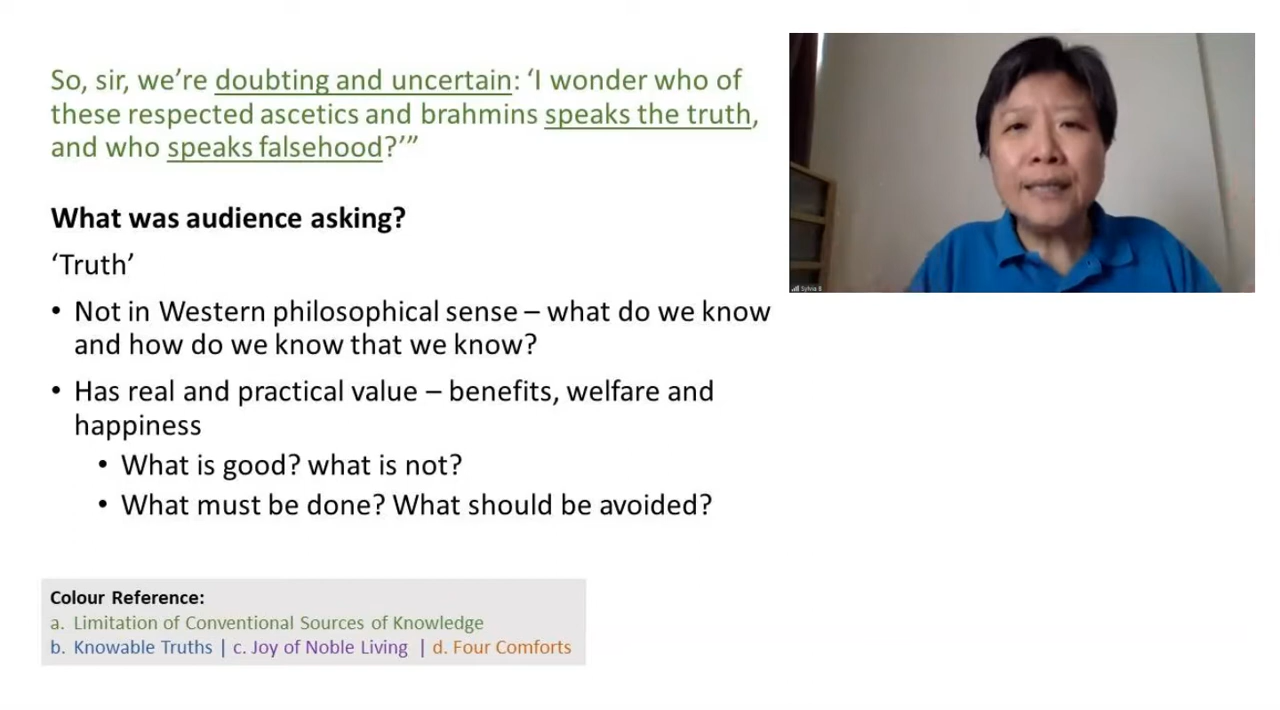 So, sir, we’re doubting and uncertain: ‘I wonder who of
these respected ascetics and brahmins speaks the truth,
and who speaks falsehood?’”
What was audience asking?
‘Truth’
• Not in Western philosophical sense – what do we know
and how do we know that we know?
• Has real and practical value – benefits, welfare and
happiness
• What is good? what is not?
• What must be done? What should be avoided?
Colour Reference:
a. Limitation of Conventional Sources of Knowledge
b. Knowable Truths | c. Joy of Noble Living | d. Four Comforts